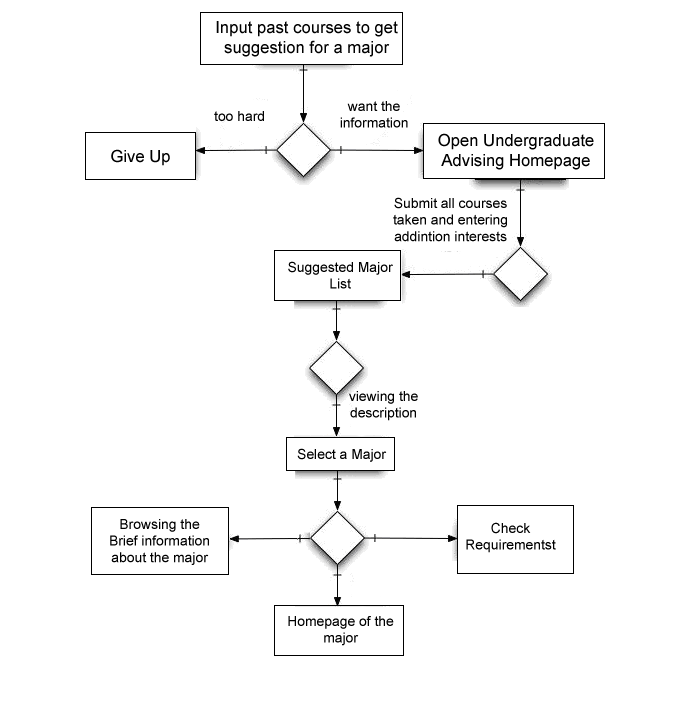 Input past courses to get
suggestion for a major
too hard
want the
information
Give Up
Open Undergraduate
Advising Homepage
Submit all courses
taken and entering
addintion interests
Suggested Major
List
viewing the
description
Select a Major
Browsing the
Brief information
about the major
Check
Requirementst
Homepage of the
major